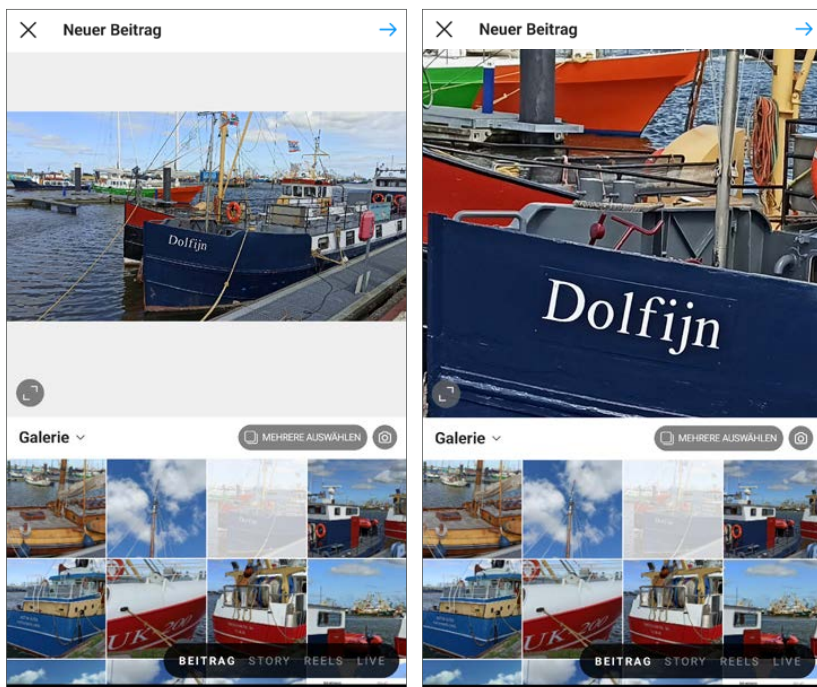 Neuer Beitrag
Dolfijn
Galerie
MEHRERE AUSWÄHLEN
UK 200
BEITRAG STORY REELS LIVE
Neuer Beitrag
Dolfijn
Galerie
MEHRERE AUSWÄHLEN
UK 200
BEITRAG STORY REELS LIVE